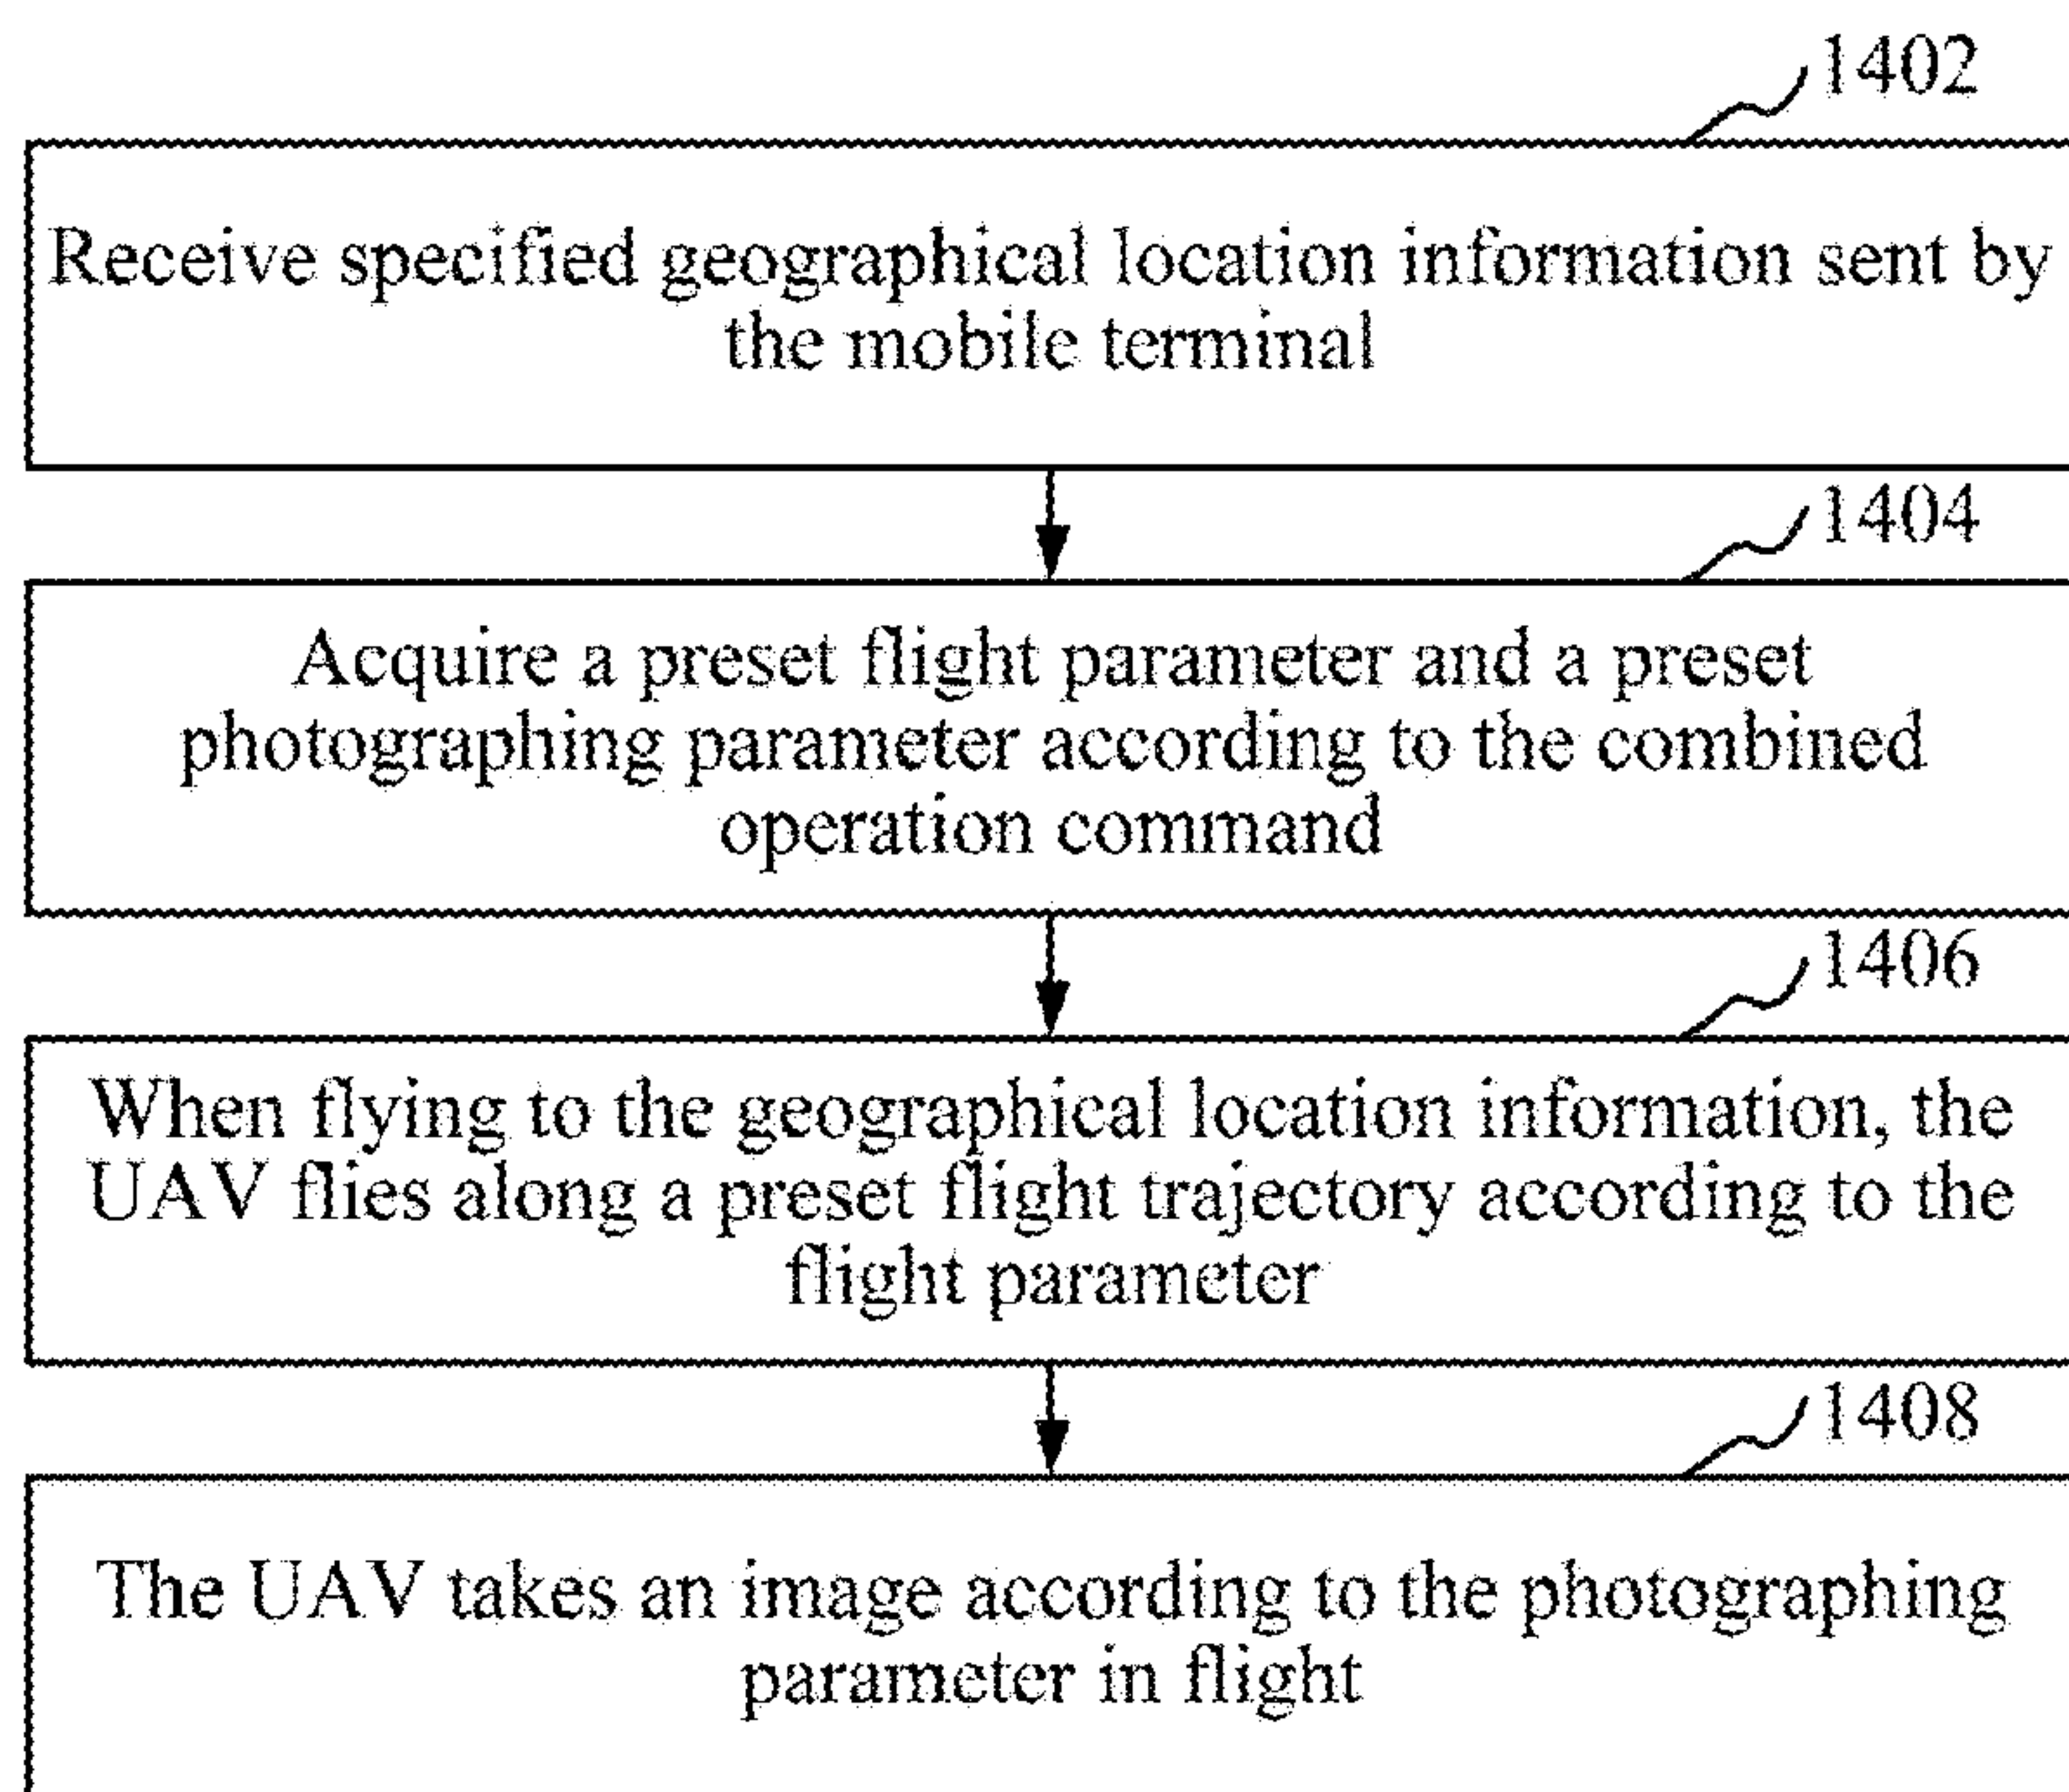 1402
Receive specified geographical location information sent by
the mobile terminal
1404
Acquire a preset flight parameter and a preset
photographing parameter according to the combined
operation command
1406
When flying to the geographical location information, the
UAV flies along a preset flight trajectory according to the
flight parameter
1408
The UAV takes an image according to the photographing
parameter in flight